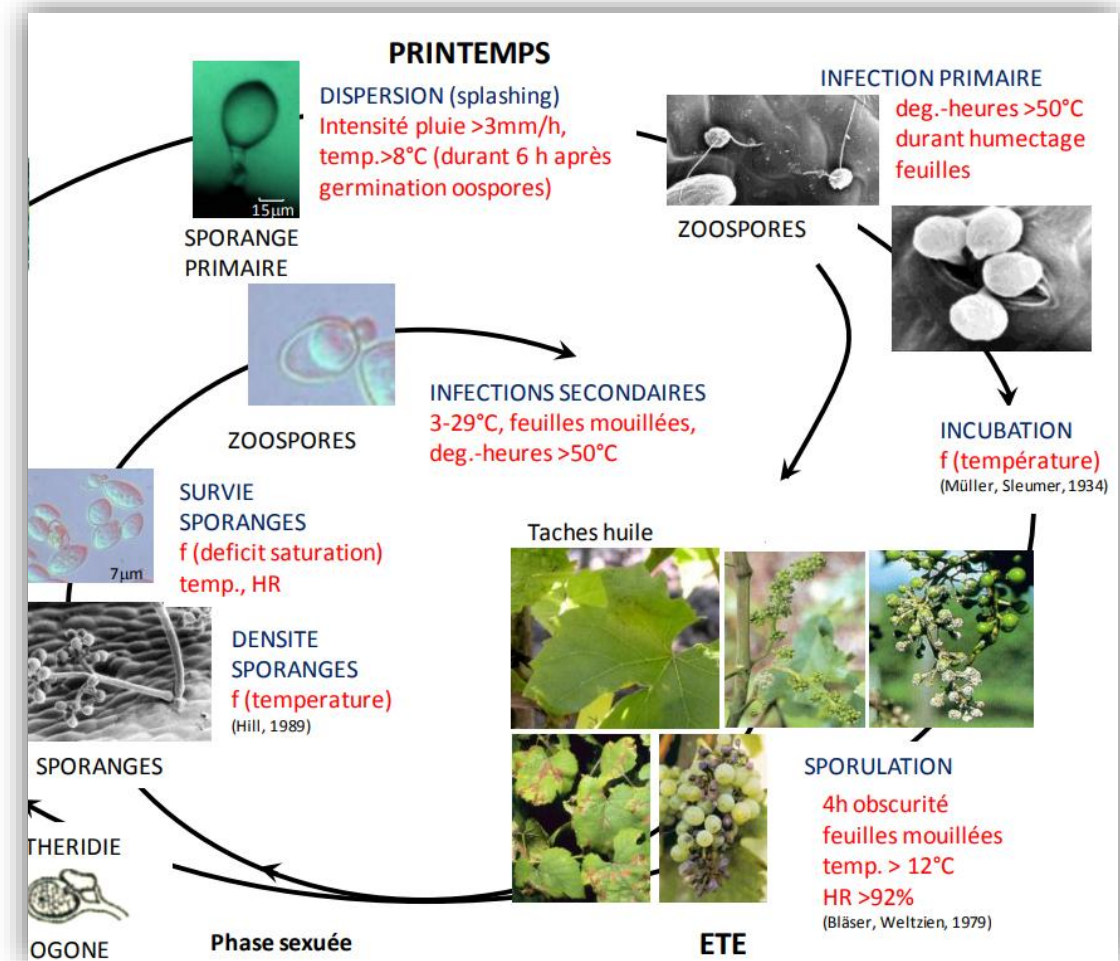 PRINTEMPS
DISPERSION (splashing)
Intensité pluie >3mm/h,
temp.>8°C (durant 6 h après
germination oospores)
15µm
SPORANGE
PRIMAIRE
INFECTION PRIMAIRE
deg.-heures >50°C
durant humectage
feuilles
ZOOSPORES
ZOOSPORES
INFECTIONS SECONDAIRES
3-29°C, feuilles mouillées,
deg.-heures >50°C
INCUBATION
f (température)
(Müller, Sleumer, 1934)
SURVIE
SPORANGES
f (deficit saturation)
temp., HR
7µm
Taches huile
DENSITE
SPORANGES
f (temperature)
(Hill, 1989)
SPORANGES
SPORULATION
4h obscurité
feuilles mouillées
temp. > 12°C
HR >92%
(Bläser, Weltzien, 1979)
THERIDIE
OGONE
Phase sexuée
ETE